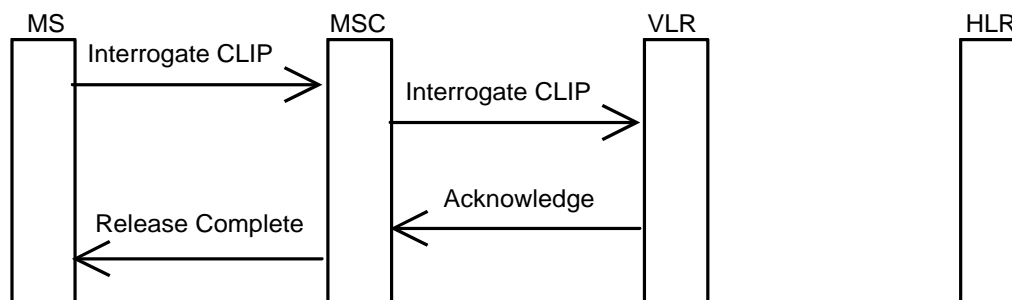 MS
MSC
VLR
HLR
Interrogate CLIP
Interrogate CLIP
Acknowledge
Release Complete